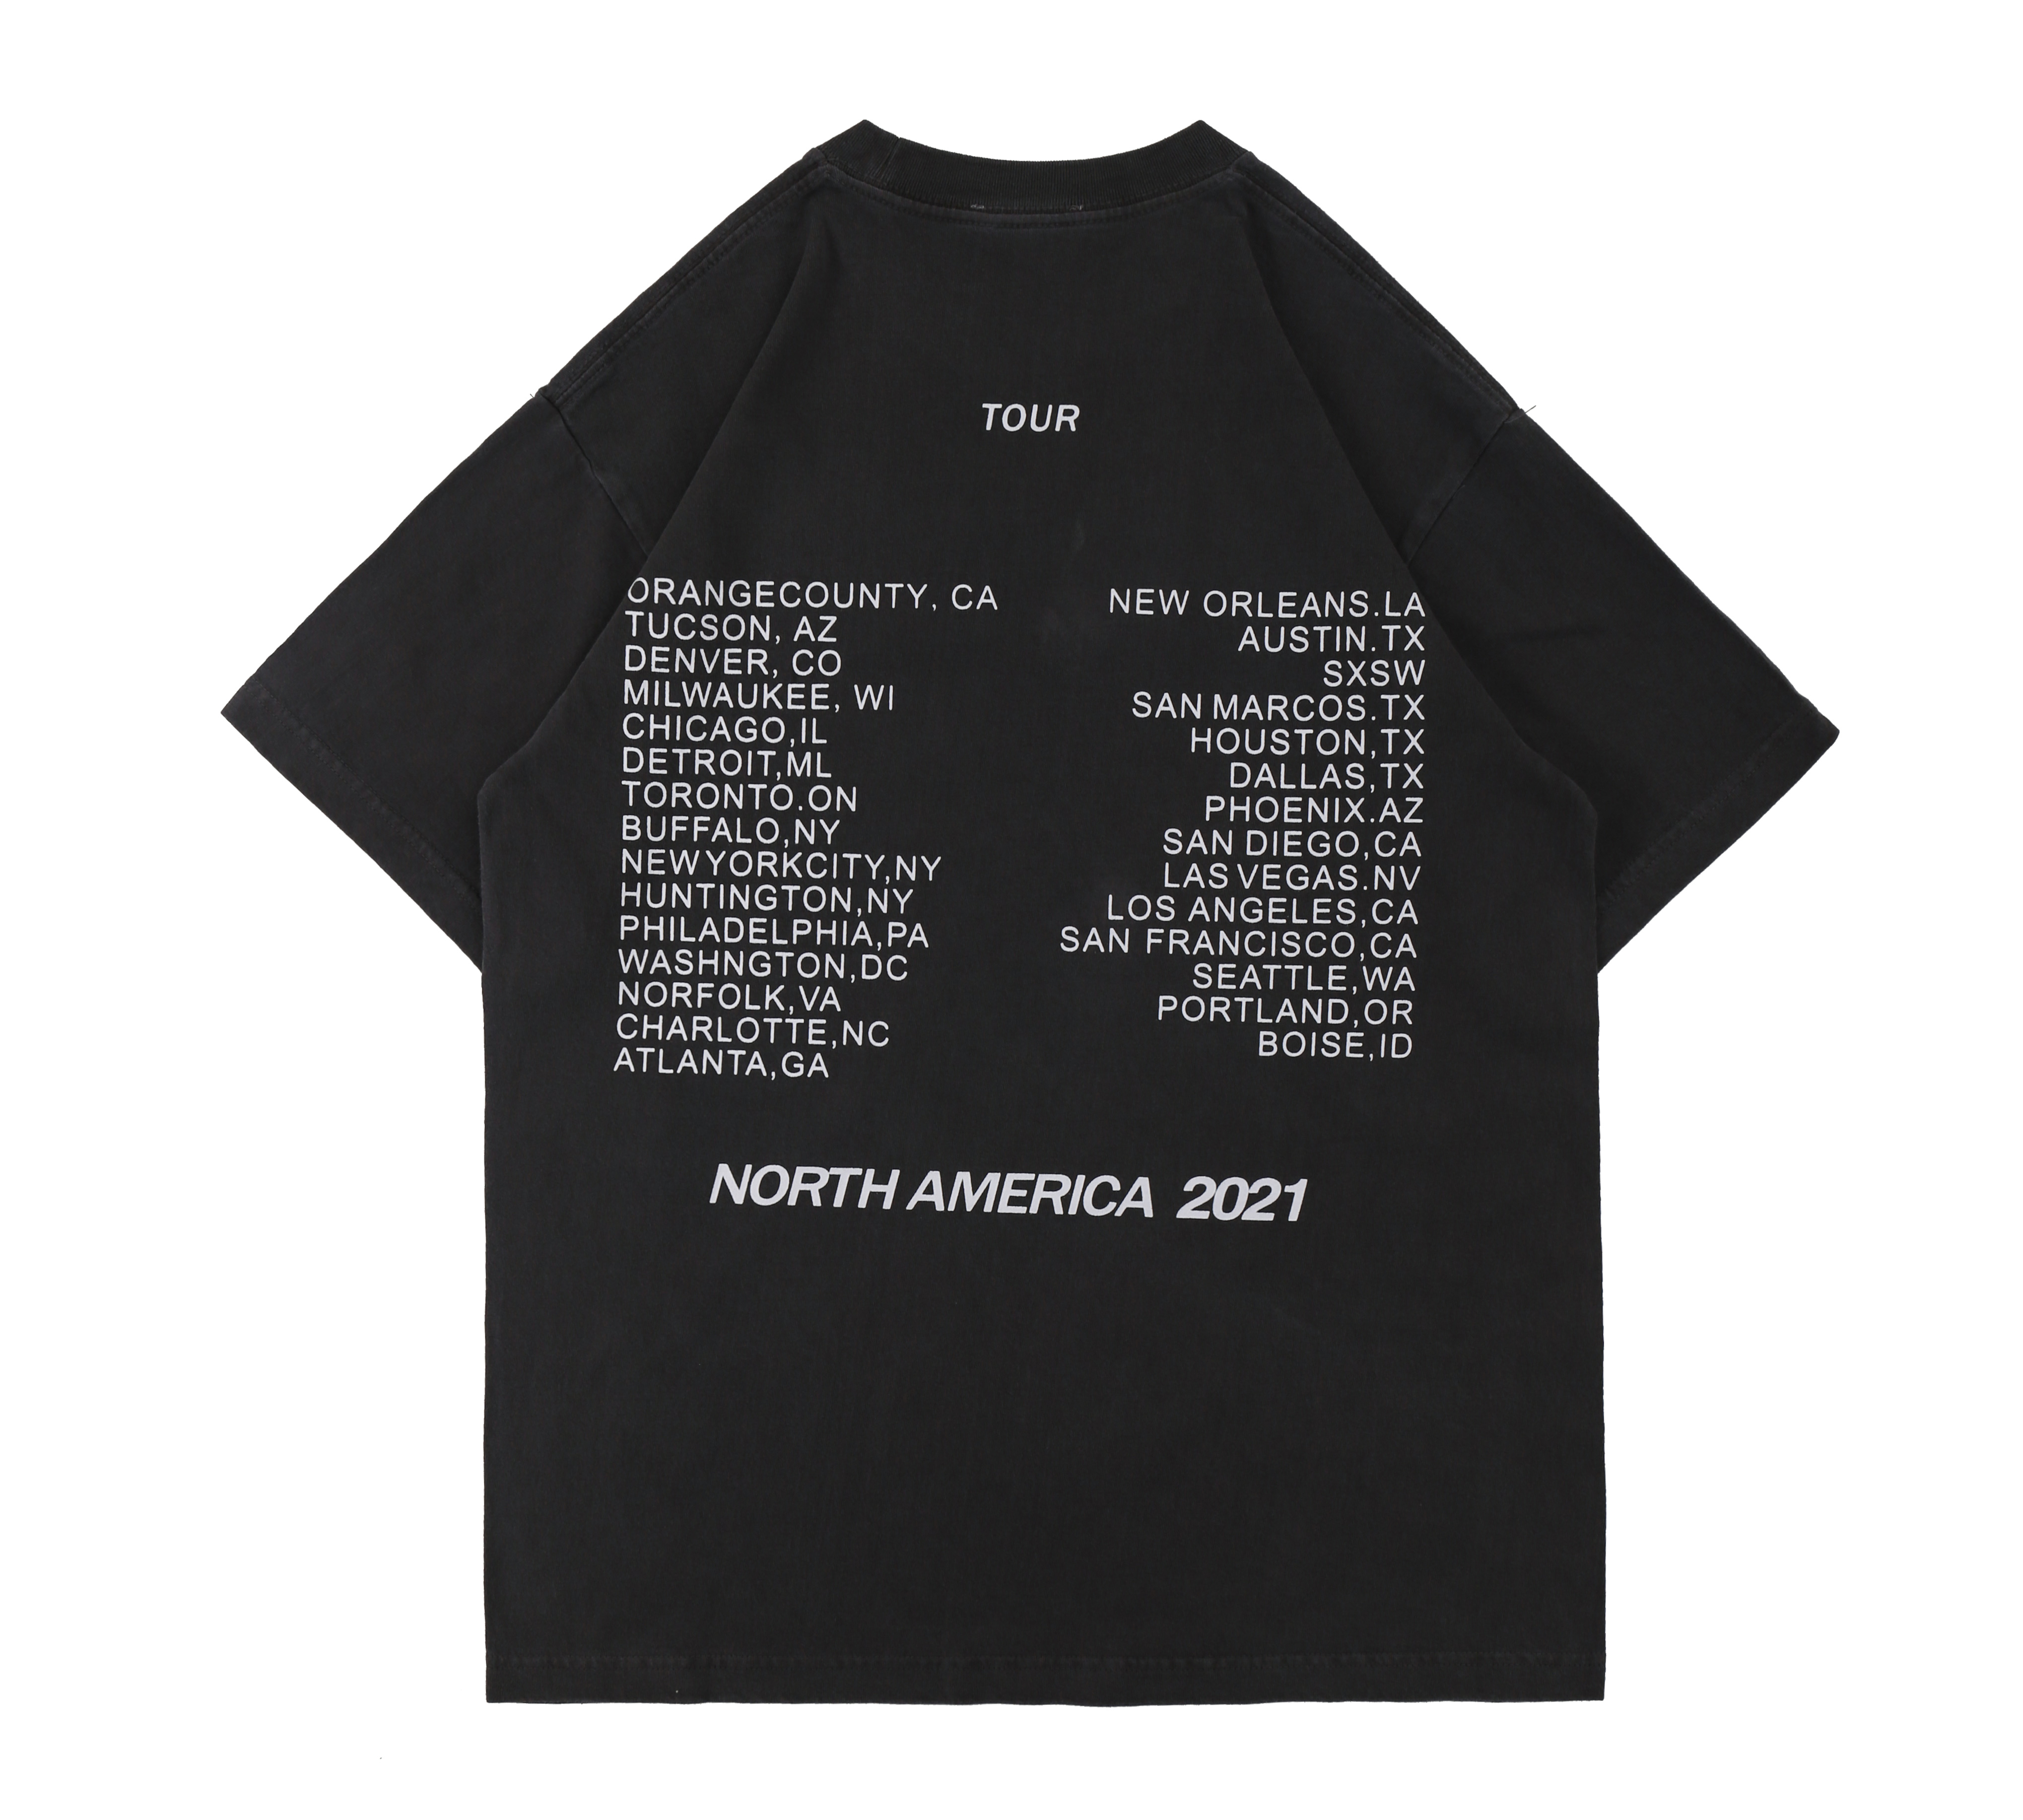 TOUR
ORANGECOUNTY, CA
TUCSON, AZ
DENVER, CO
MILWAUKEE, WI
CHICAGO,IL
DETROIT,ML
TORONTO.ON
BUFFALO,NY
NEWYORKCITY,NY
HUNTINGTON,NY
PHILADELPHIA,PA
WASHNGTON,DC
NORFOLK,VA
CHARLOTTE,NC
ATLANTA,GA
NEW ORLEANS.LA
AUSTIN.TX
SXSW
SAN MARCOS.TX
HOUSTON,TX
DALLAS,TX
PHOENIX.AZ
SAN DIEGO,CA
LAS VEGAS.NV
LOS ANGELES,CA
SAN FRANCISCO,CA
SEATTLE,WA
PORTLAND,OR
BOISE,ID
NORTH AMERICA 2021